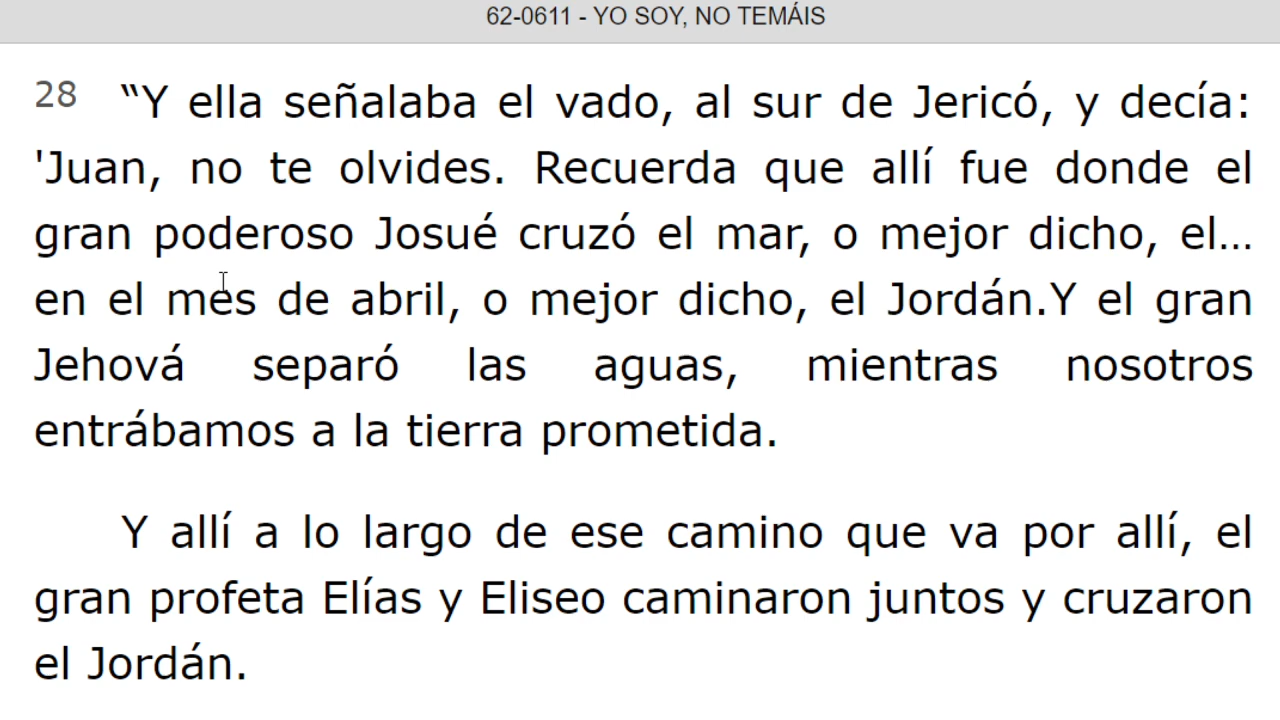 62-0611 - YO SOY, NO TEMÁIS
28 “Y ella señalaba el vado, al sur de Jericó, y decía:
'Juan, no te olvides. Recuerda que allí fue donde el
gran poderoso Josué cruzó el mar, o mejor dicho, el...
en el mes de abril, o mejor dicho, el Jordán.Y el gran
Jehová separó las aguas, mientras nosotros
entrábamos a la tierra prometida.
Y allí a lo largo de ese camino que va por allí, el
gran profeta Elías y Eliseo caminaron juntos y cruzaron
el Jordán.